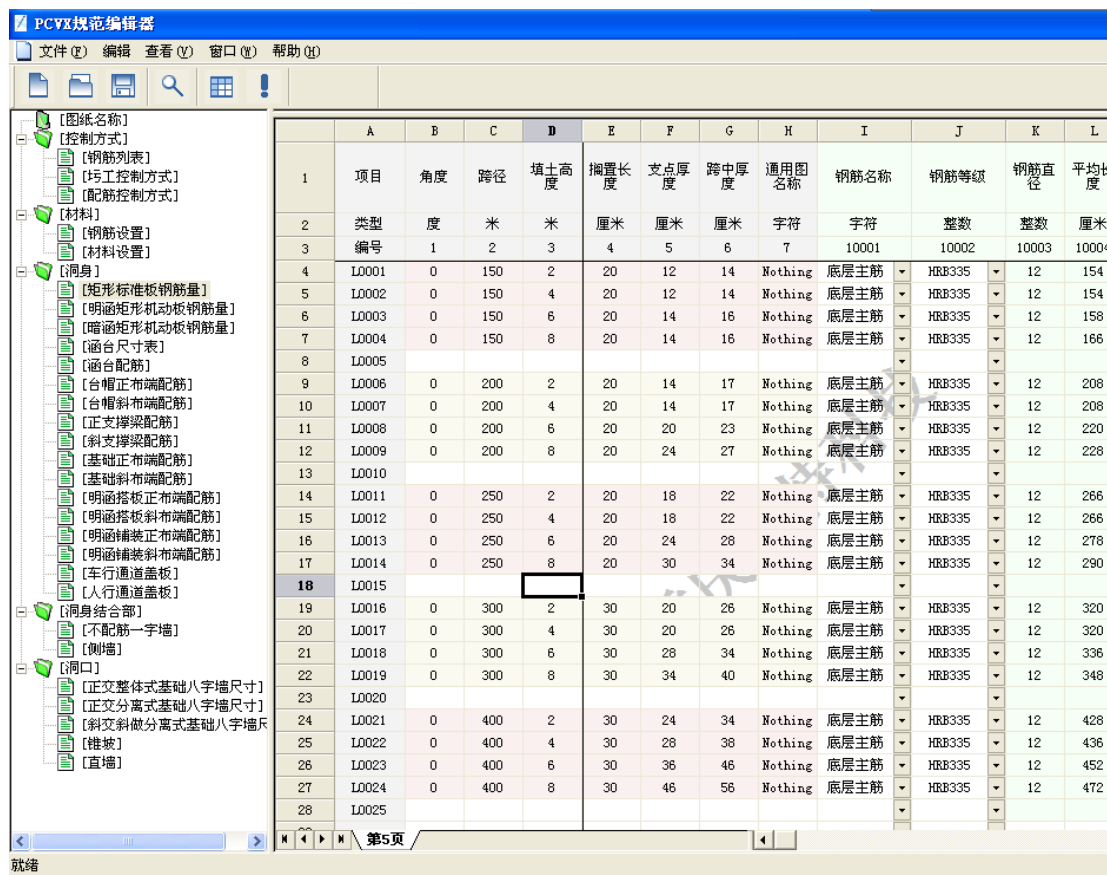 PCVX规范编辑器
文件(F) 编辑 查看(V) 窗口(W) 帮助(H)
[图纸名称]
[控制方式]
[钢筋列表]
[圬工控制方式]
[配筋控制方式]
[材料]
[钢筋设置]
[材料设置]
[洞身]
[矩形标准板钢筋量]
[明涵矩形机动板钢筋量]
[暗涵矩形机动板钢筋量]
[涵台尺寸表]
[涵台配筋]
[台帽正布端配筋]
[台帽斜布端配筋]
[正支撑梁配筋]
[斜支撑梁配筋]
[基础正布端配筋]
[基础斜布端配筋]
[明涵搭板正布端配筋]
[明涵搭板斜布端配筋]
[明涵铺装正布端配筋]
[明涵铺装斜布端配筋]
[车行通道盖板]
[人行通道盖板]
[洞身结合部]
[不配筋一字墙]
[侧墙]
[洞口]
[正交整体式基础八字墙尺寸]
[正交分离式基础八字墙尺寸]
[斜交斜做分离式基础八字墙尺
[锥坡]
[直墙]
A B C D E F G H I J K L
1 项目 角度 跨径 填土高度 搁置长度 支点厚度 跨中厚度 通用图名称 钢筋名称 钢筋等级 钢筋直径 平均长度
2 类型 度 米 米 厘米 厘米 厘米 字符 字符 整数 整数 厘米
3 编号 1 2 3 4 5 6 7 10001 10002 10003 10004
4 L0001 0 150 2 20 12 14 Nothing 底层主筋 HRB335 12 154
5 L0002 0 150 4 20 12 14 Nothing 底层主筋 HRB335 12 154
6 L0003 0 150 6 20 14 16 Nothing 底层主筋 HRB335 12 158
7 L0004 0 150 8 20 14 16 Nothing 底层主筋 HRB335 12 166
8 L0005
9 L0006 0 200 2 20 14 17 Nothing 底层主筋 HRB335 12 208
10 L0007 0 200 4 20 14 17 Nothing 底层主筋 HRB335 12 208
11 L0008 0 200 6 20 20 23 Nothing 底层主筋 HRB335 12 220
12 L0009 0 200 8 20 24 27 Nothing 底层主筋 HRB335 12 228
13 L0010
14 L0011 0 250 2 20 18 22 Nothing 底层主筋 HRB335 12 266
15 L0012 0 250 4 20 18 22 Nothing 底层主筋 HRB335 12 266
16 L0013 0 250 6 20 24 28 Nothing 底层主筋 HRB335 12 278
17 L0014 0 250 8 20 30 34 Nothing 底层主筋 HRB335 12 290
18 L0015
19 L0016 0 300 2 30 20 26 Nothing 底层主筋 HRB335 12 320
20 L0017 0 300 4 30 20 26 Nothing 底层主筋 HRB335 12 320
21 L0018 0 300 6 30 28 34 Nothing 底层主筋 HRB335 12 336
22 L0019 0 300 8 30 34 40 Nothing 底层主筋 HRB335 12 348
23 L0020
24 L0021 0 400 2 30 24 34 Nothing 底层主筋 HRB335 12 428
25 L0022 0 400 4 30 28 38 Nothing 底层主筋 HRB335 12 436
26 L0023 0 400 6 30 36 46 Nothing 底层主筋 HRB335 12 452
27 L0024 0 400 8 30 46 56 Nothing 底层主筋 HRB335 12 472
28 L0025
第5页
就绪